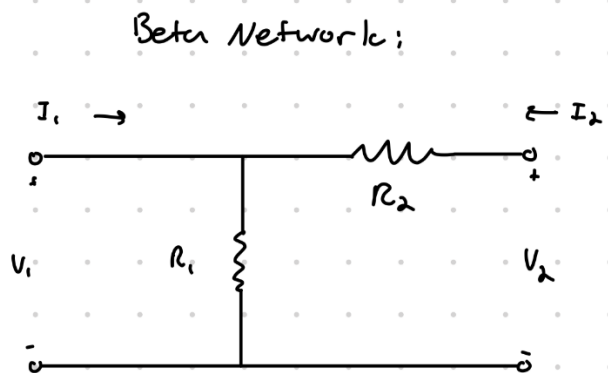 Beta Network:
I₁ → ← I₂
+ +
R₂
V₁ R₁ V₂
- -